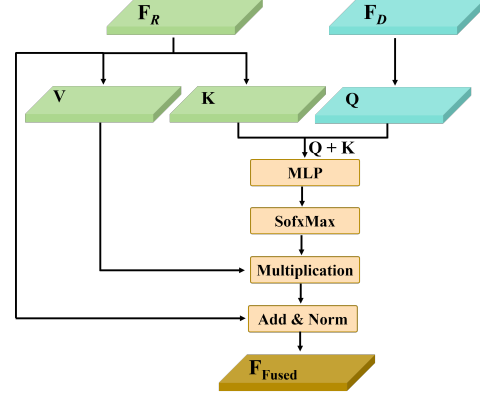 F_R F_D
V K Q
Q + K
MLP
SofxMax
Multiplication
Add & Norm
F_Fused